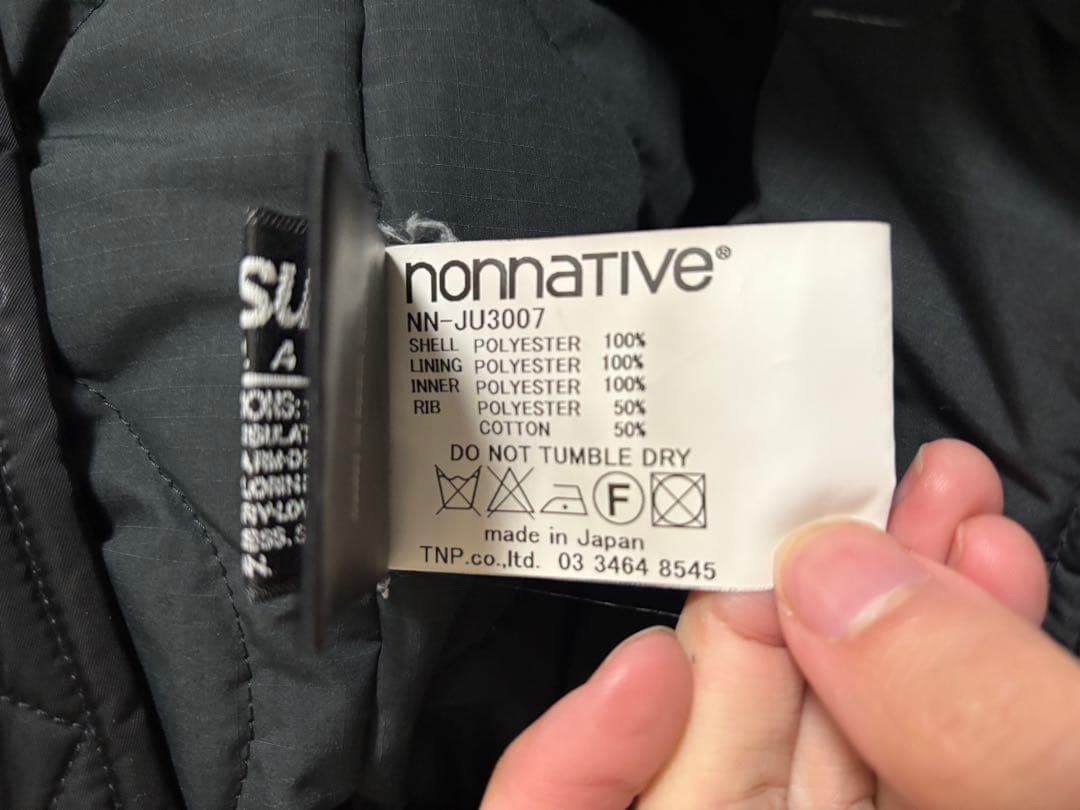 nonnative®
NN-JU3007
SHELL POLYESTER 100%
LINING POLYESTER 100%
INNER POLYESTER 100%
RIB POLYESTER 50%
COTTON 50%
DO NOT TUMBLE DRY
F
made in Japan
TNP.co.,ltd. 03 3464 8545
SU
A